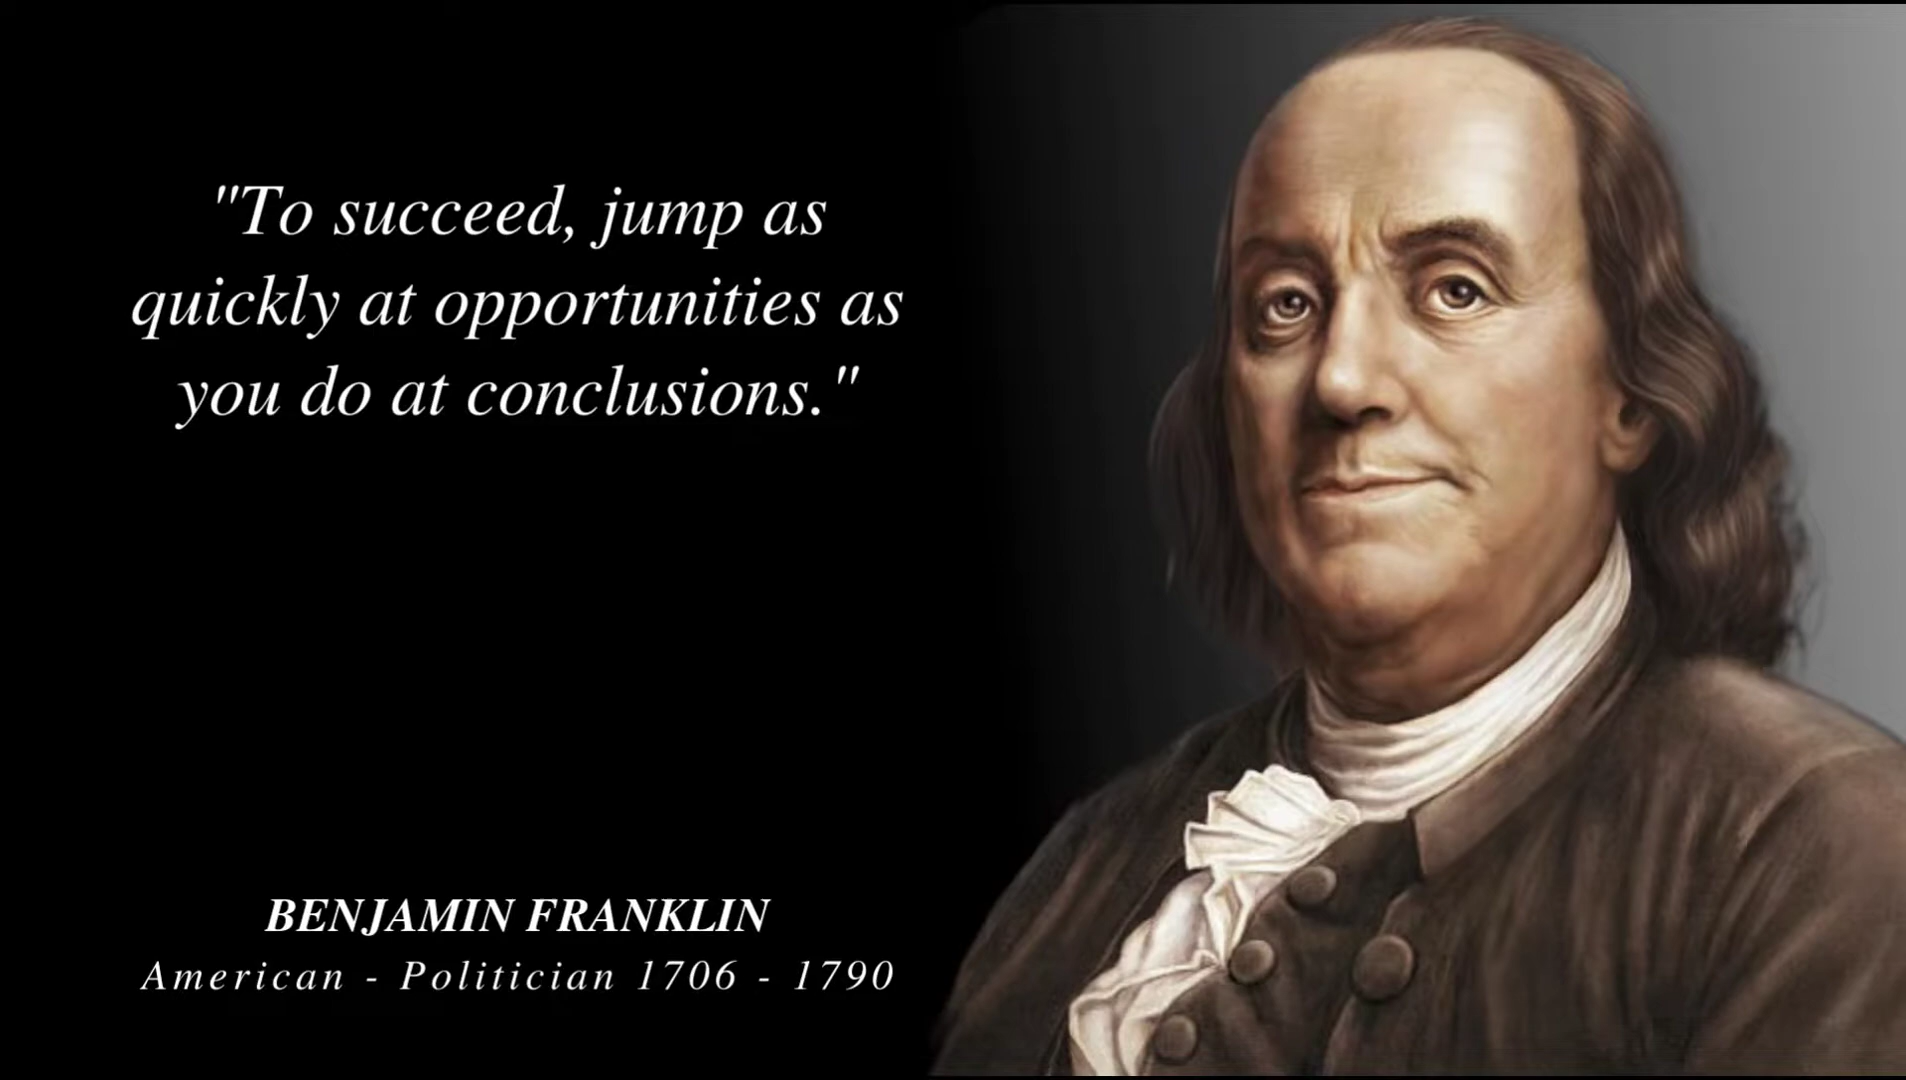 "To succeed, jump as
quickly at opportunities as
you do at conclusions."
BENJAMIN FRANKLIN
American - Politician 1706 - 1790